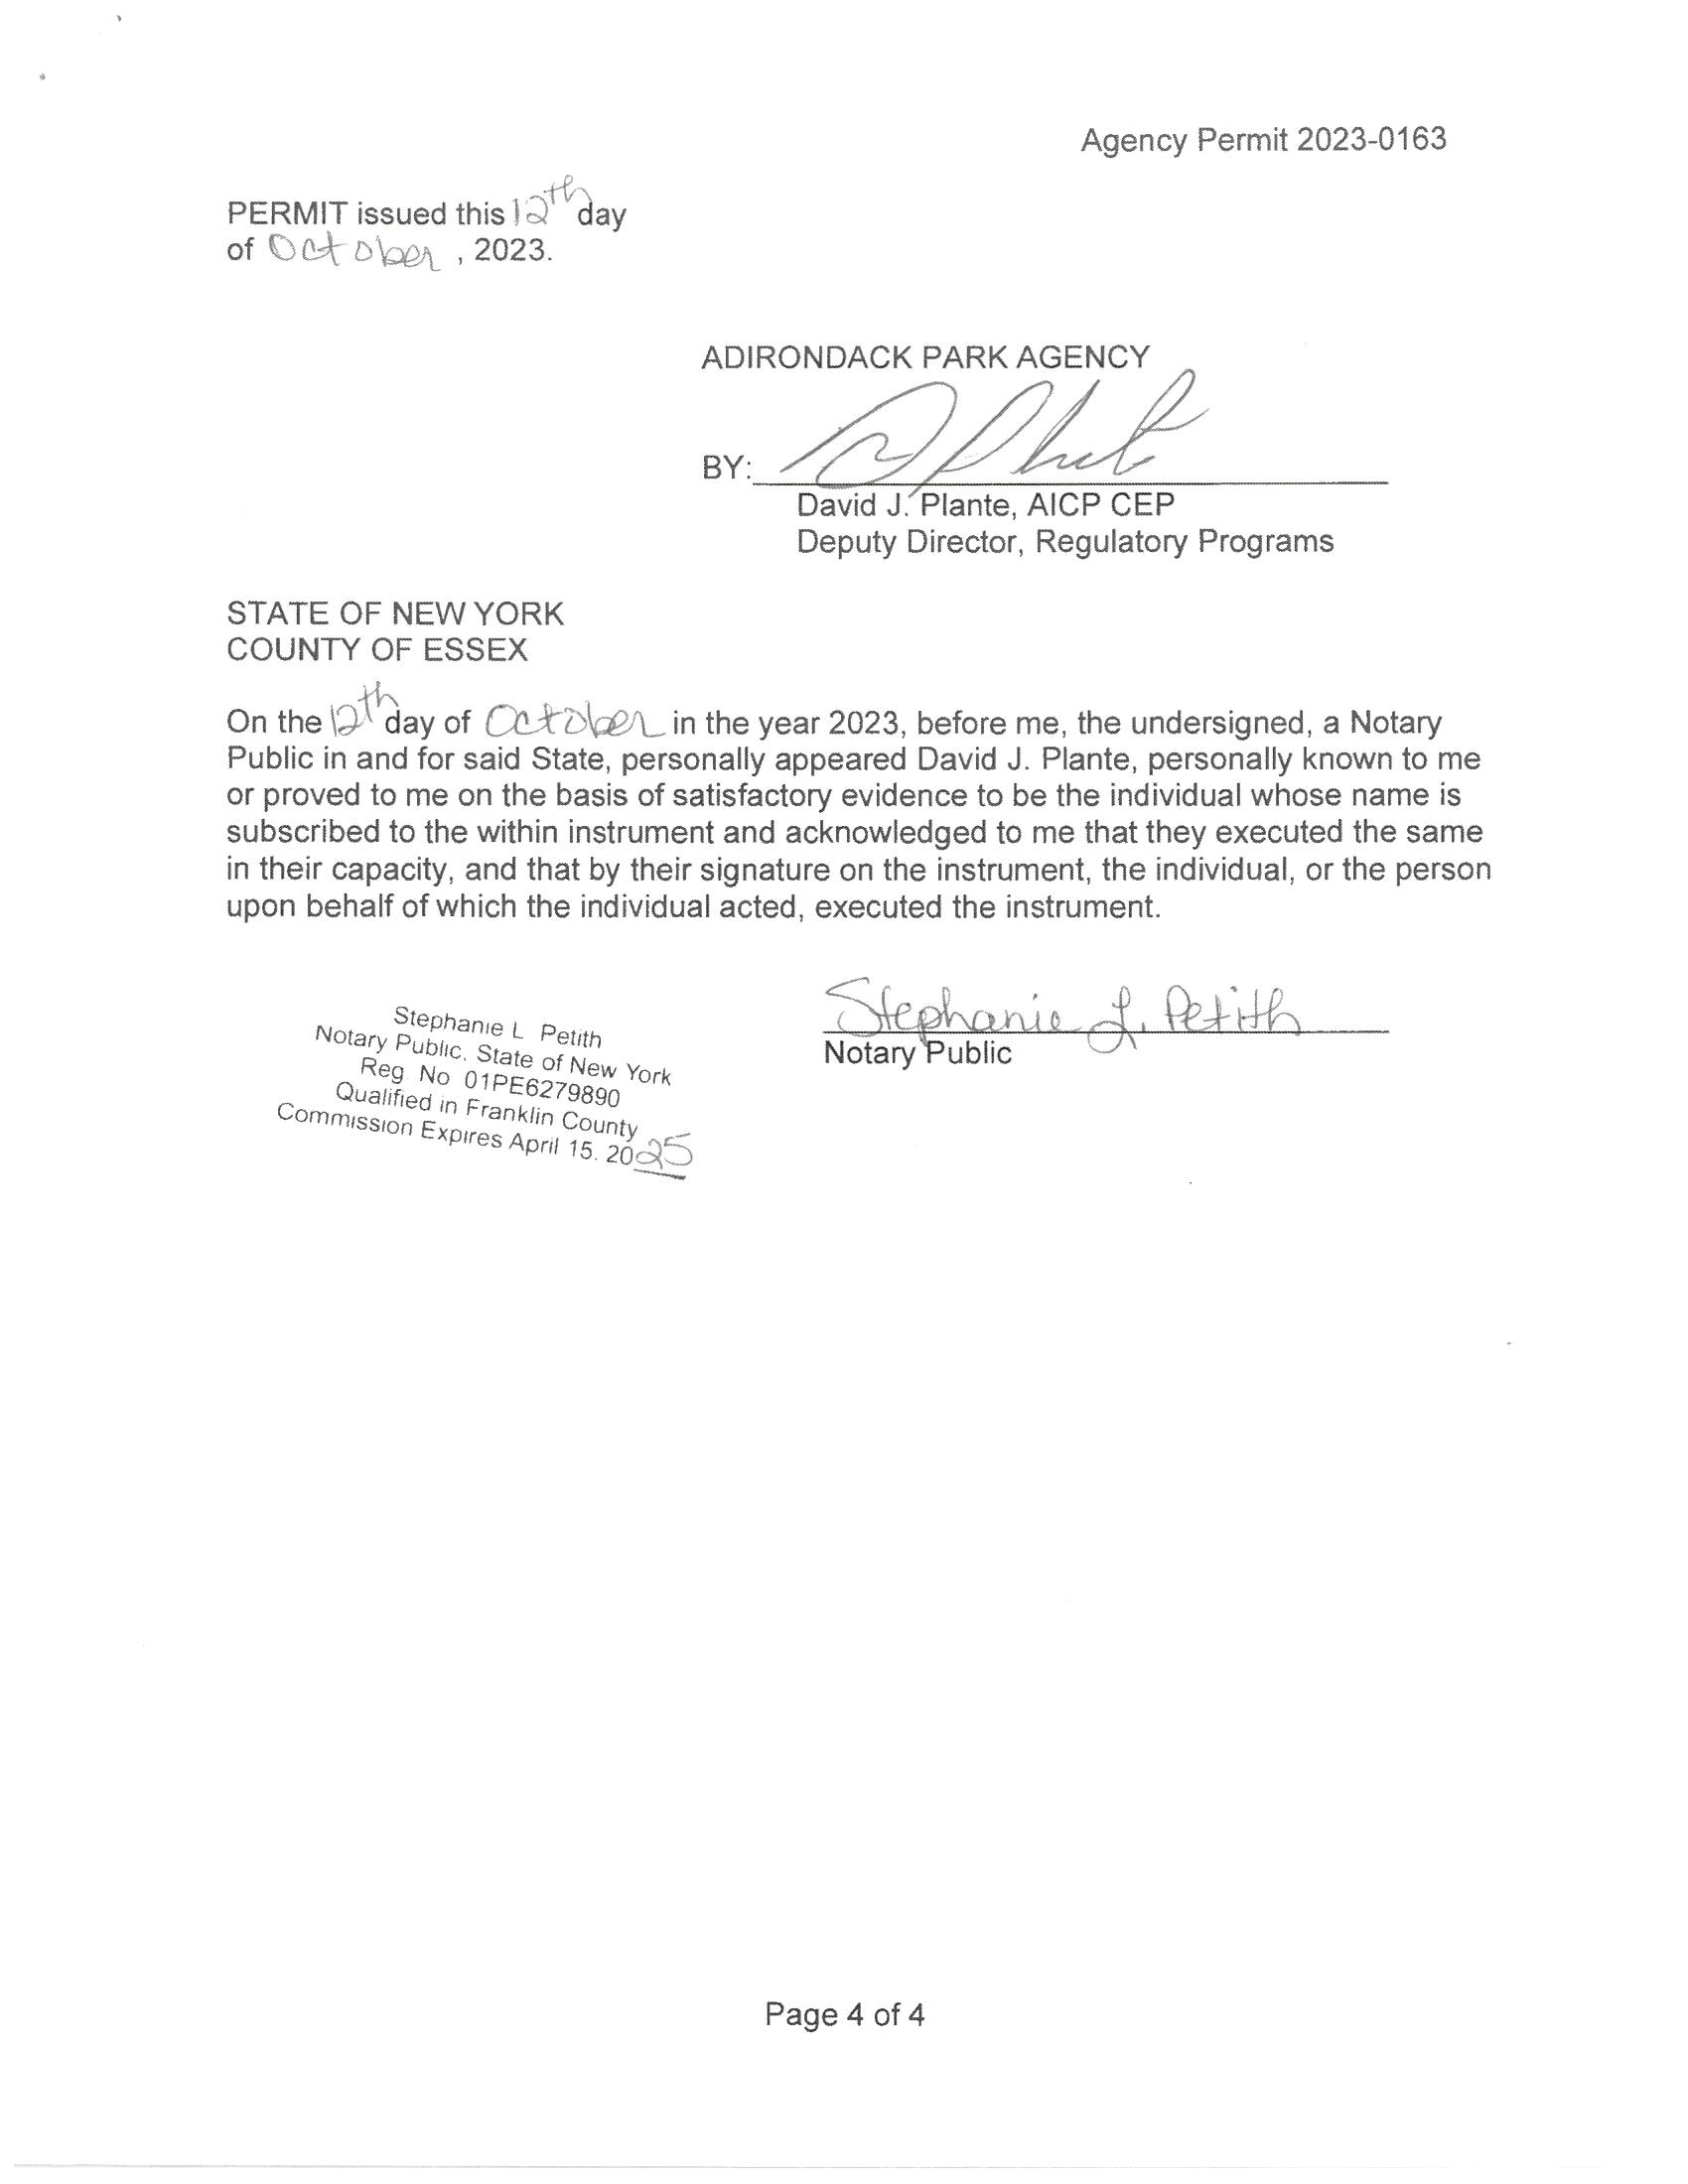 Agency Permit 2023-0163
PERMIT issued this 12th day
of October , 2023.
ADIRONDACK PARK AGENCY
BY:
David J. Plante, AICP CEP
Deputy Director, Regulatory Programs
STATE OF NEW YORK
COUNTY OF ESSEX
On the 12th day of October in the year 2023, before me, the undersigned, a Notary
Public in and for said State, personally appeared David J. Plante, personally known to me
or proved to me on the basis of satisfactory evidence to be the individual whose name is
subscribed to the within instrument and acknowledged to me that they executed the same
in their capacity, and that by their signature on the instrument, the individual, or the person
upon behalf of which the individual acted, executed the instrument.
Stephanie L. Petith
Notary Public
Stephanie L Petith
Notary Public, State of New York
Reg. No 01PE6279890
Qualified in Franklin County
Commission Expires April 15, 2025
Page 4 of 4